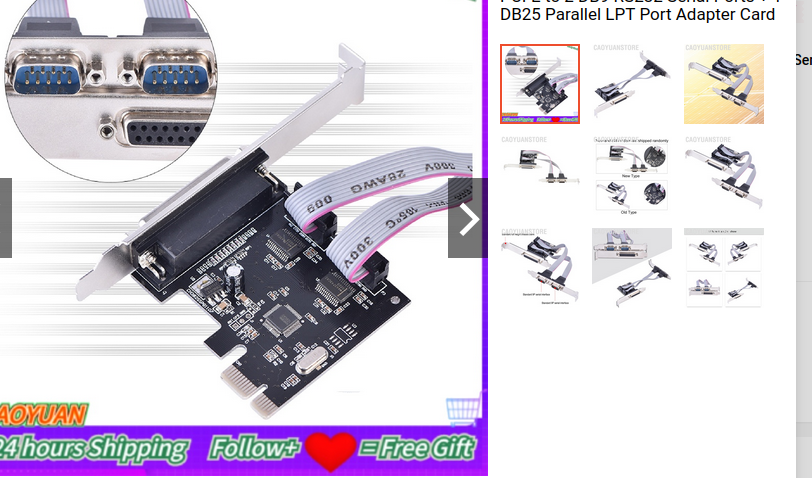 DB25 Parallel LPT Port Adapter Card
CAOYUANSTORE
CAOYUANSTORE
CAOYUANSTORE
CAOYUANSTORE
New Type
Old Type
Ser
300V 28AWG
105°C
300V
AOYUAN
24 hours Shipping Follow+ =Free Gift